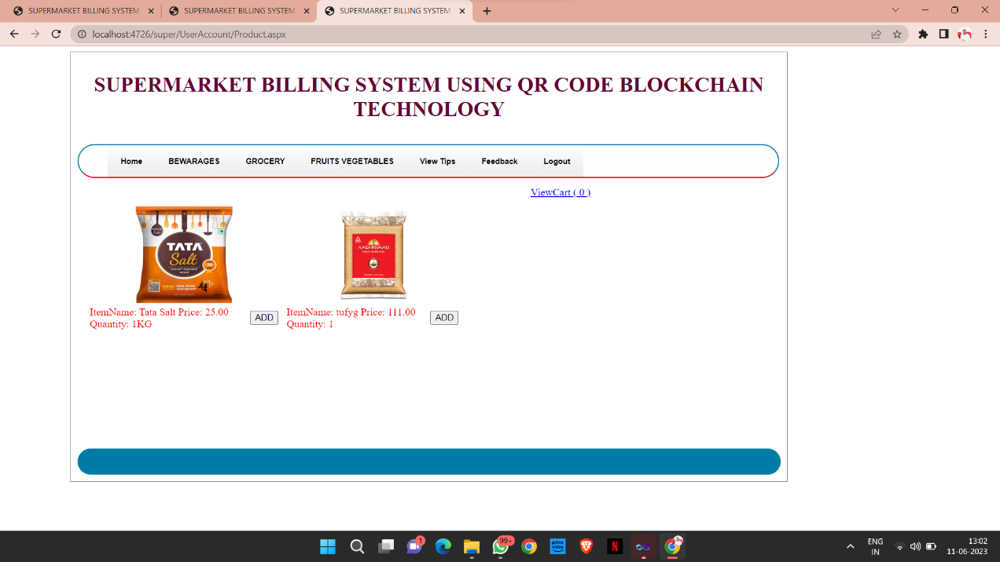 SUPERMARKET BILLING SYSTEM
SUPERMARKET BILLING SYSTEM
SUPERMARKET BILLING SYSTEM
localhost:4726/super/UserAccount/Product.aspx
SUPERMARKET BILLING SYSTEM USING QR CODE BLOCKCHAIN
TECHNOLOGY
Home BEWARAGES GROCERY FRUITS VEGETABLES View Tips Feedback Logout
ViewCart ( 0 )
TATA
Salt
AASHIRVAAD
ItemName: Tata Salt Price: 25.00
Quantity: 1KG
ADD
ItemName: tufyg Price: 111.00
Quantity: 1
ADD
1
99+
prime
video
N
ENG
IN
13:02
11-06-2023